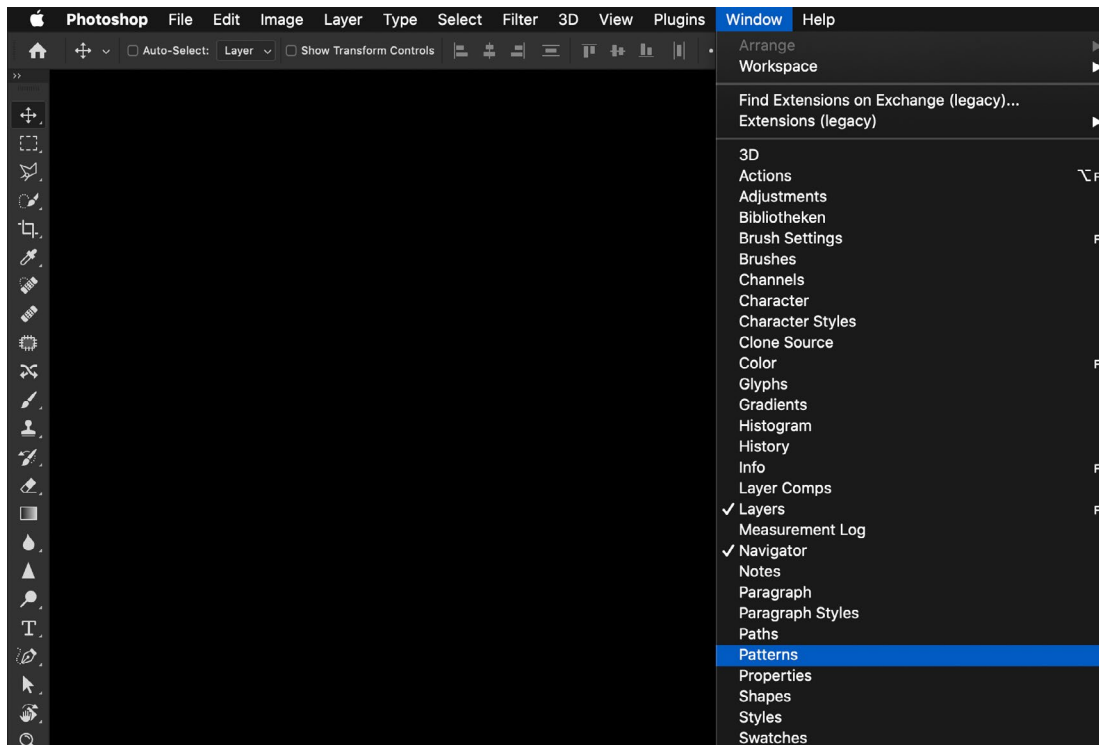 Photoshop File Edit Image Layer Type Select Filter 3D View Plugins Window Help
Auto-Select: Layer Show Transform Controls
Arrange
Workspace
Find Extensions on Exchange (legacy)...
Extensions (legacy)
3D
Actions
Adjustments
Bibliotheken
Brush Settings
Brushes
Channels
Character
Character Styles
Clone Source
Color
Glyphs
Gradients
Histogram
History
Info
Layer Comps
Layers
Measurement Log
Navigator
Notes
Paragraph
Paragraph Styles
Paths
Patterns
Properties
Shapes
Styles
Swatches